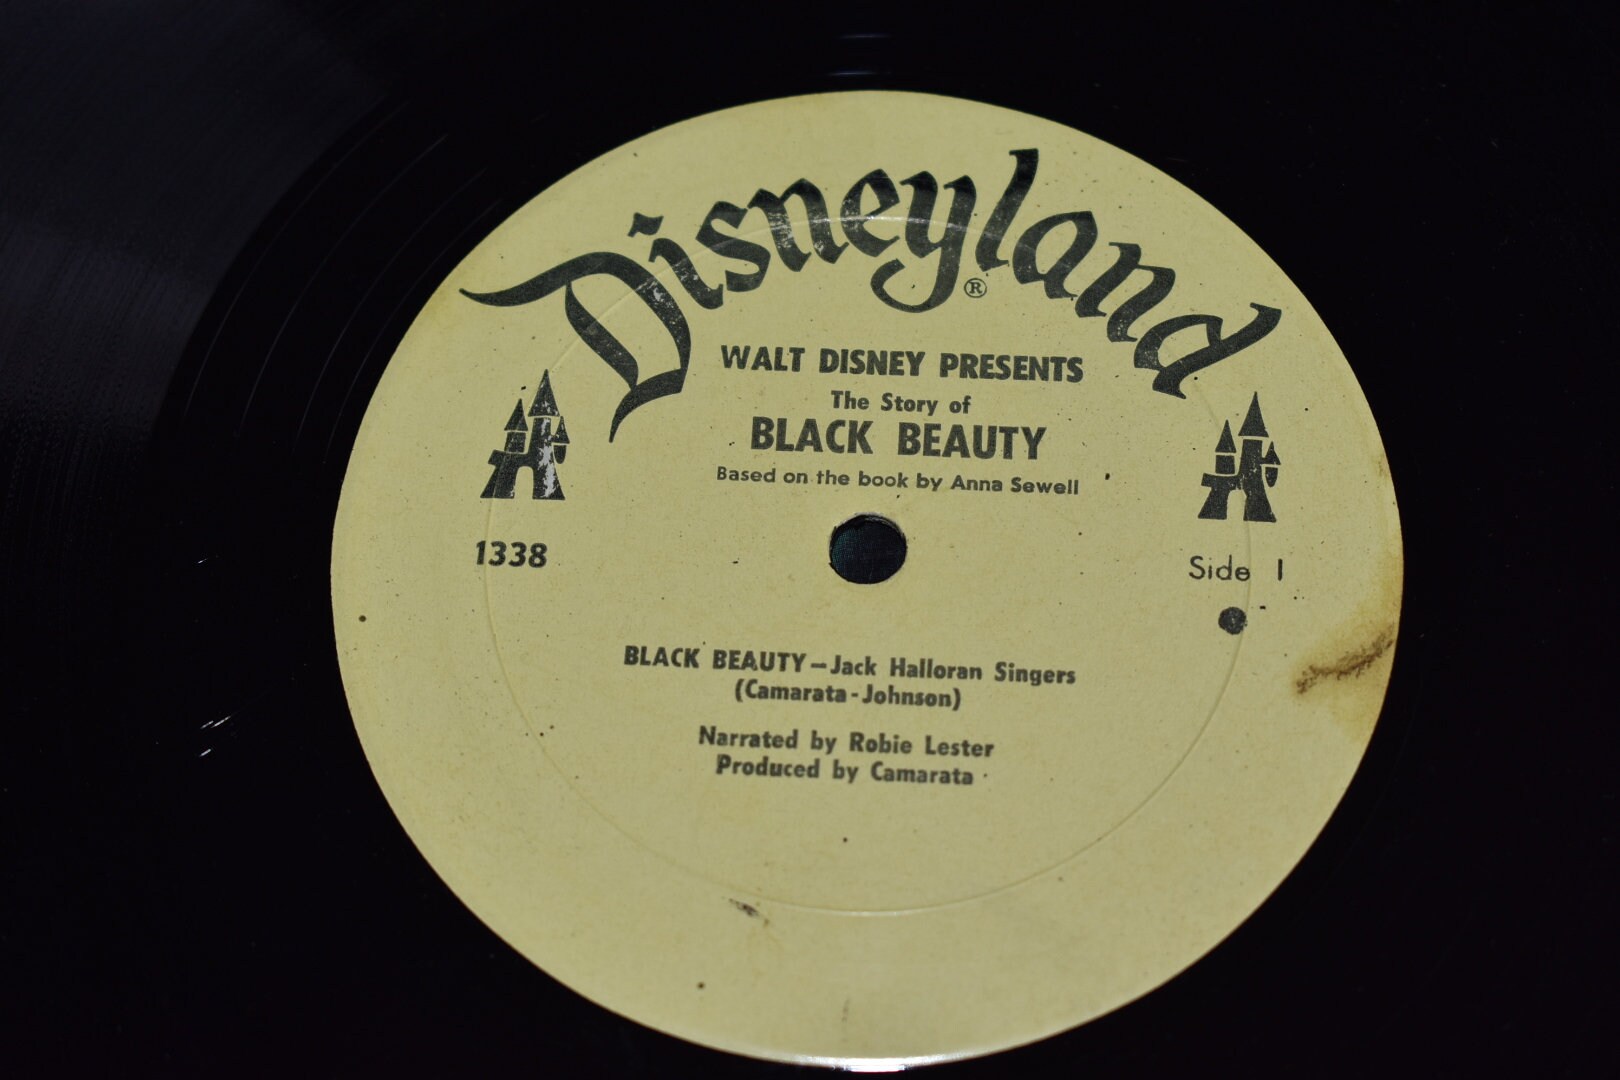 Disneyland®
WALT DISNEY PRESENTS
The Story of
BLACK BEAUTY
Based on the book by Anna Sewell
1338
Side 1
BLACK BEAUTY—Jack Halloran Singers
(Camarata-Johnson)
Narrated by Robie Lester
Produced by Camarata